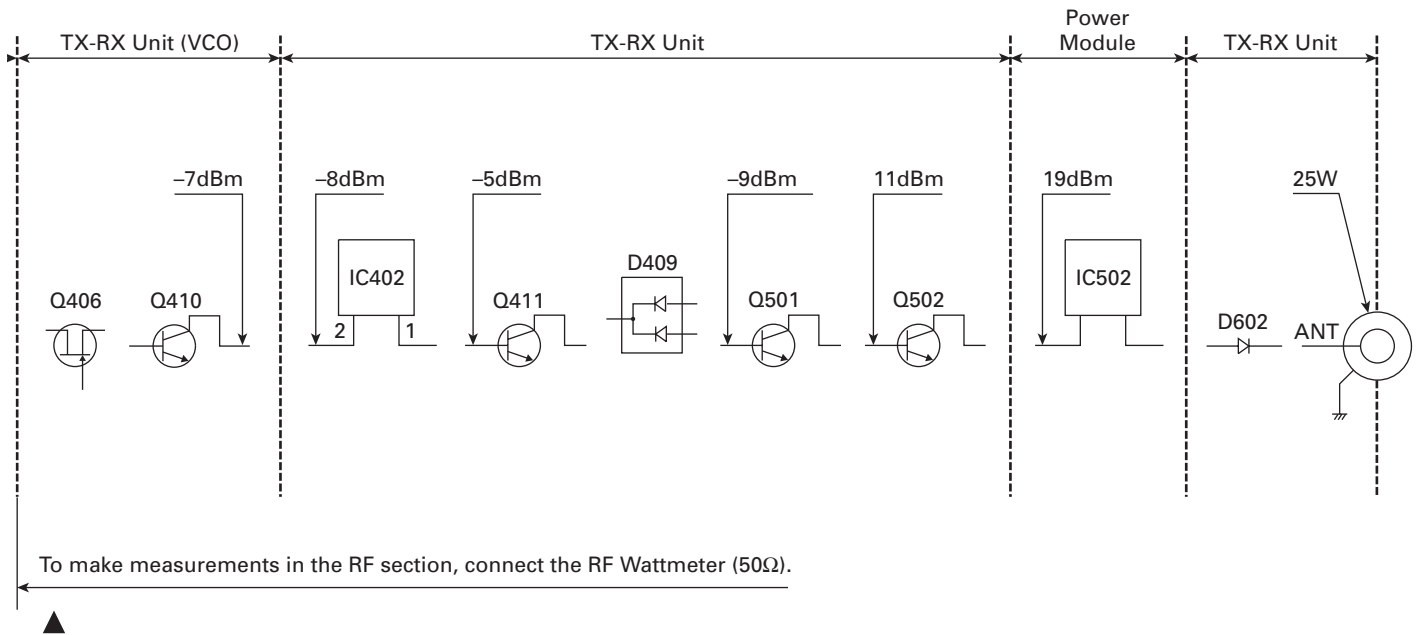 Power
TX-RX Unit (VCO) TX-RX Unit Module TX-RX Unit
–7dBm –8dBm –5dBm –9dBm 11dBm 19dBm 25W
IC402 D409 IC502
Q406 Q410 Q411 Q501 Q502 D602
2 1 ANT
To make measurements in the RF section, connect the RF Wattmeter (50Ω).